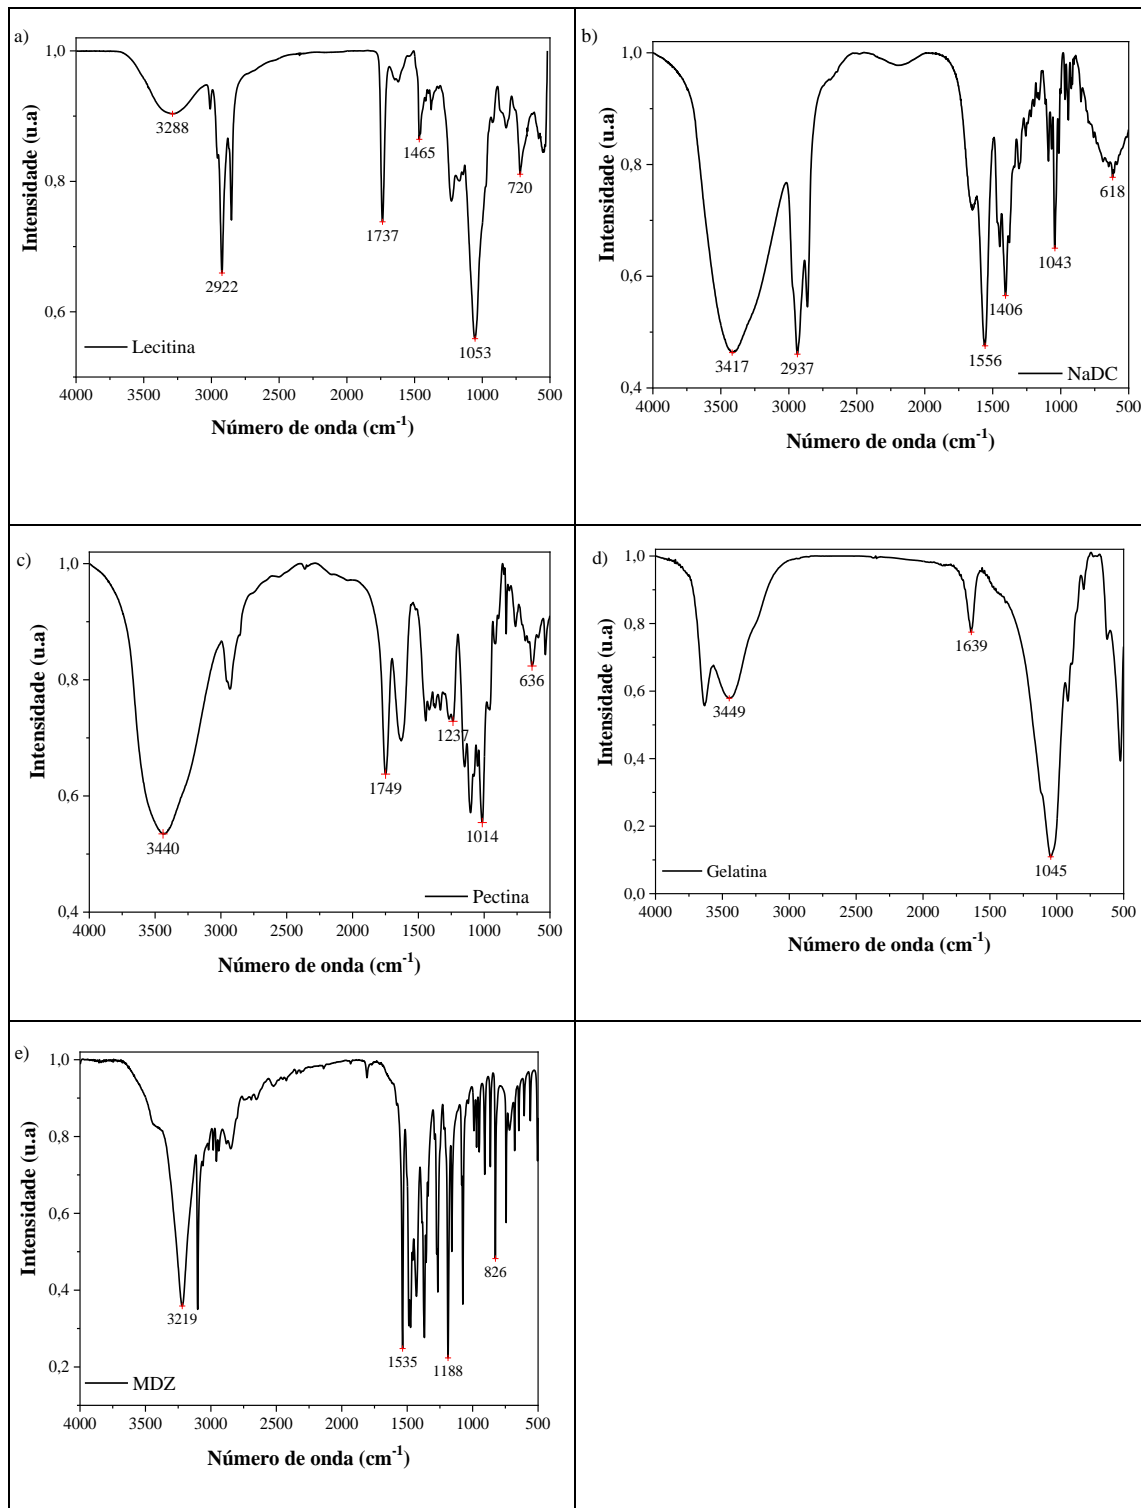 a)
1,0
0,8
0,6
Intensidade (u.a)
3288
2922
1737
1465
1053
720
Lecitina
4000 3500 3000 2500 2000 1500 1000 500
Número de onda (cm⁻¹)
b)
1,0
0,8
0,6
0,4
Intensidade (u.a)
3417
2937
1556
1406
1043
618
NaDC
4000 3500 3000 2500 2000 1500 1000 500
Número de onda (cm⁻¹)
c)
1,0
0,8
0,6
0,4
Intensidade (u.a)
3440
1749
1237
1014
636
Pectina
4000 3500 3000 2500 2000 1500 1000 500
Número de onda (cm⁻¹)
d)
1,0
0,8
0,6
0,4
0,2
0,0
Intensidade (u.a)
3449
1639
1045
Gelatina
4000 3500 3000 2500 2000 1500 1000 500
Número de onda (cm⁻¹)
e)
1,0
0,8
0,6
0,4
0,2
Intensidade (u.a)
3219
1535
1188
826
MDZ
4000 3500 3000 2500 2000 1500 1000 500
Número de onda (cm⁻¹)